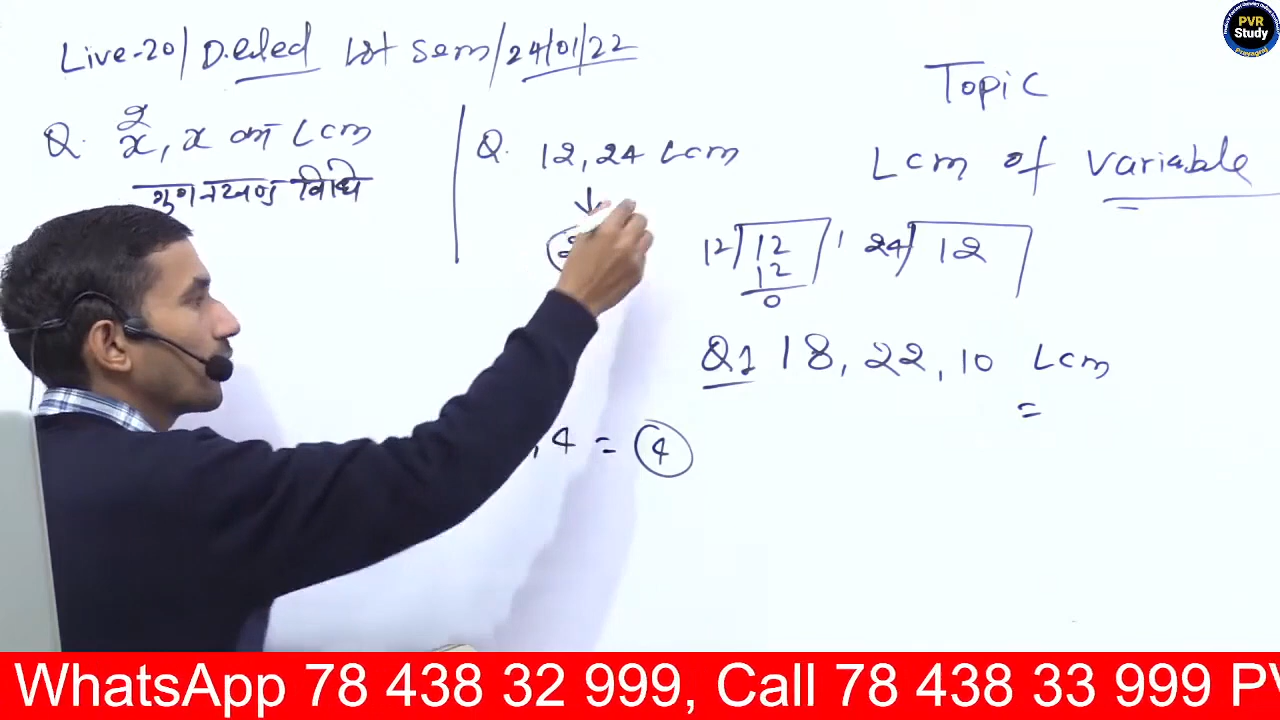 Live-20/ D.eled 1st sem/24/01/22
Q. x², x का Lcm
गुणनखण्ड विधि
Q. 12, 24 Lcm
, 4 = 4
Topic
Lcm of variable
12 12 1 24 12
12
0
Q1 18, 22, 10 Lcm
=
PVR
Study
Prayagraj
WhatsApp 78 438 32 999, Call 78 438 33 999 PV